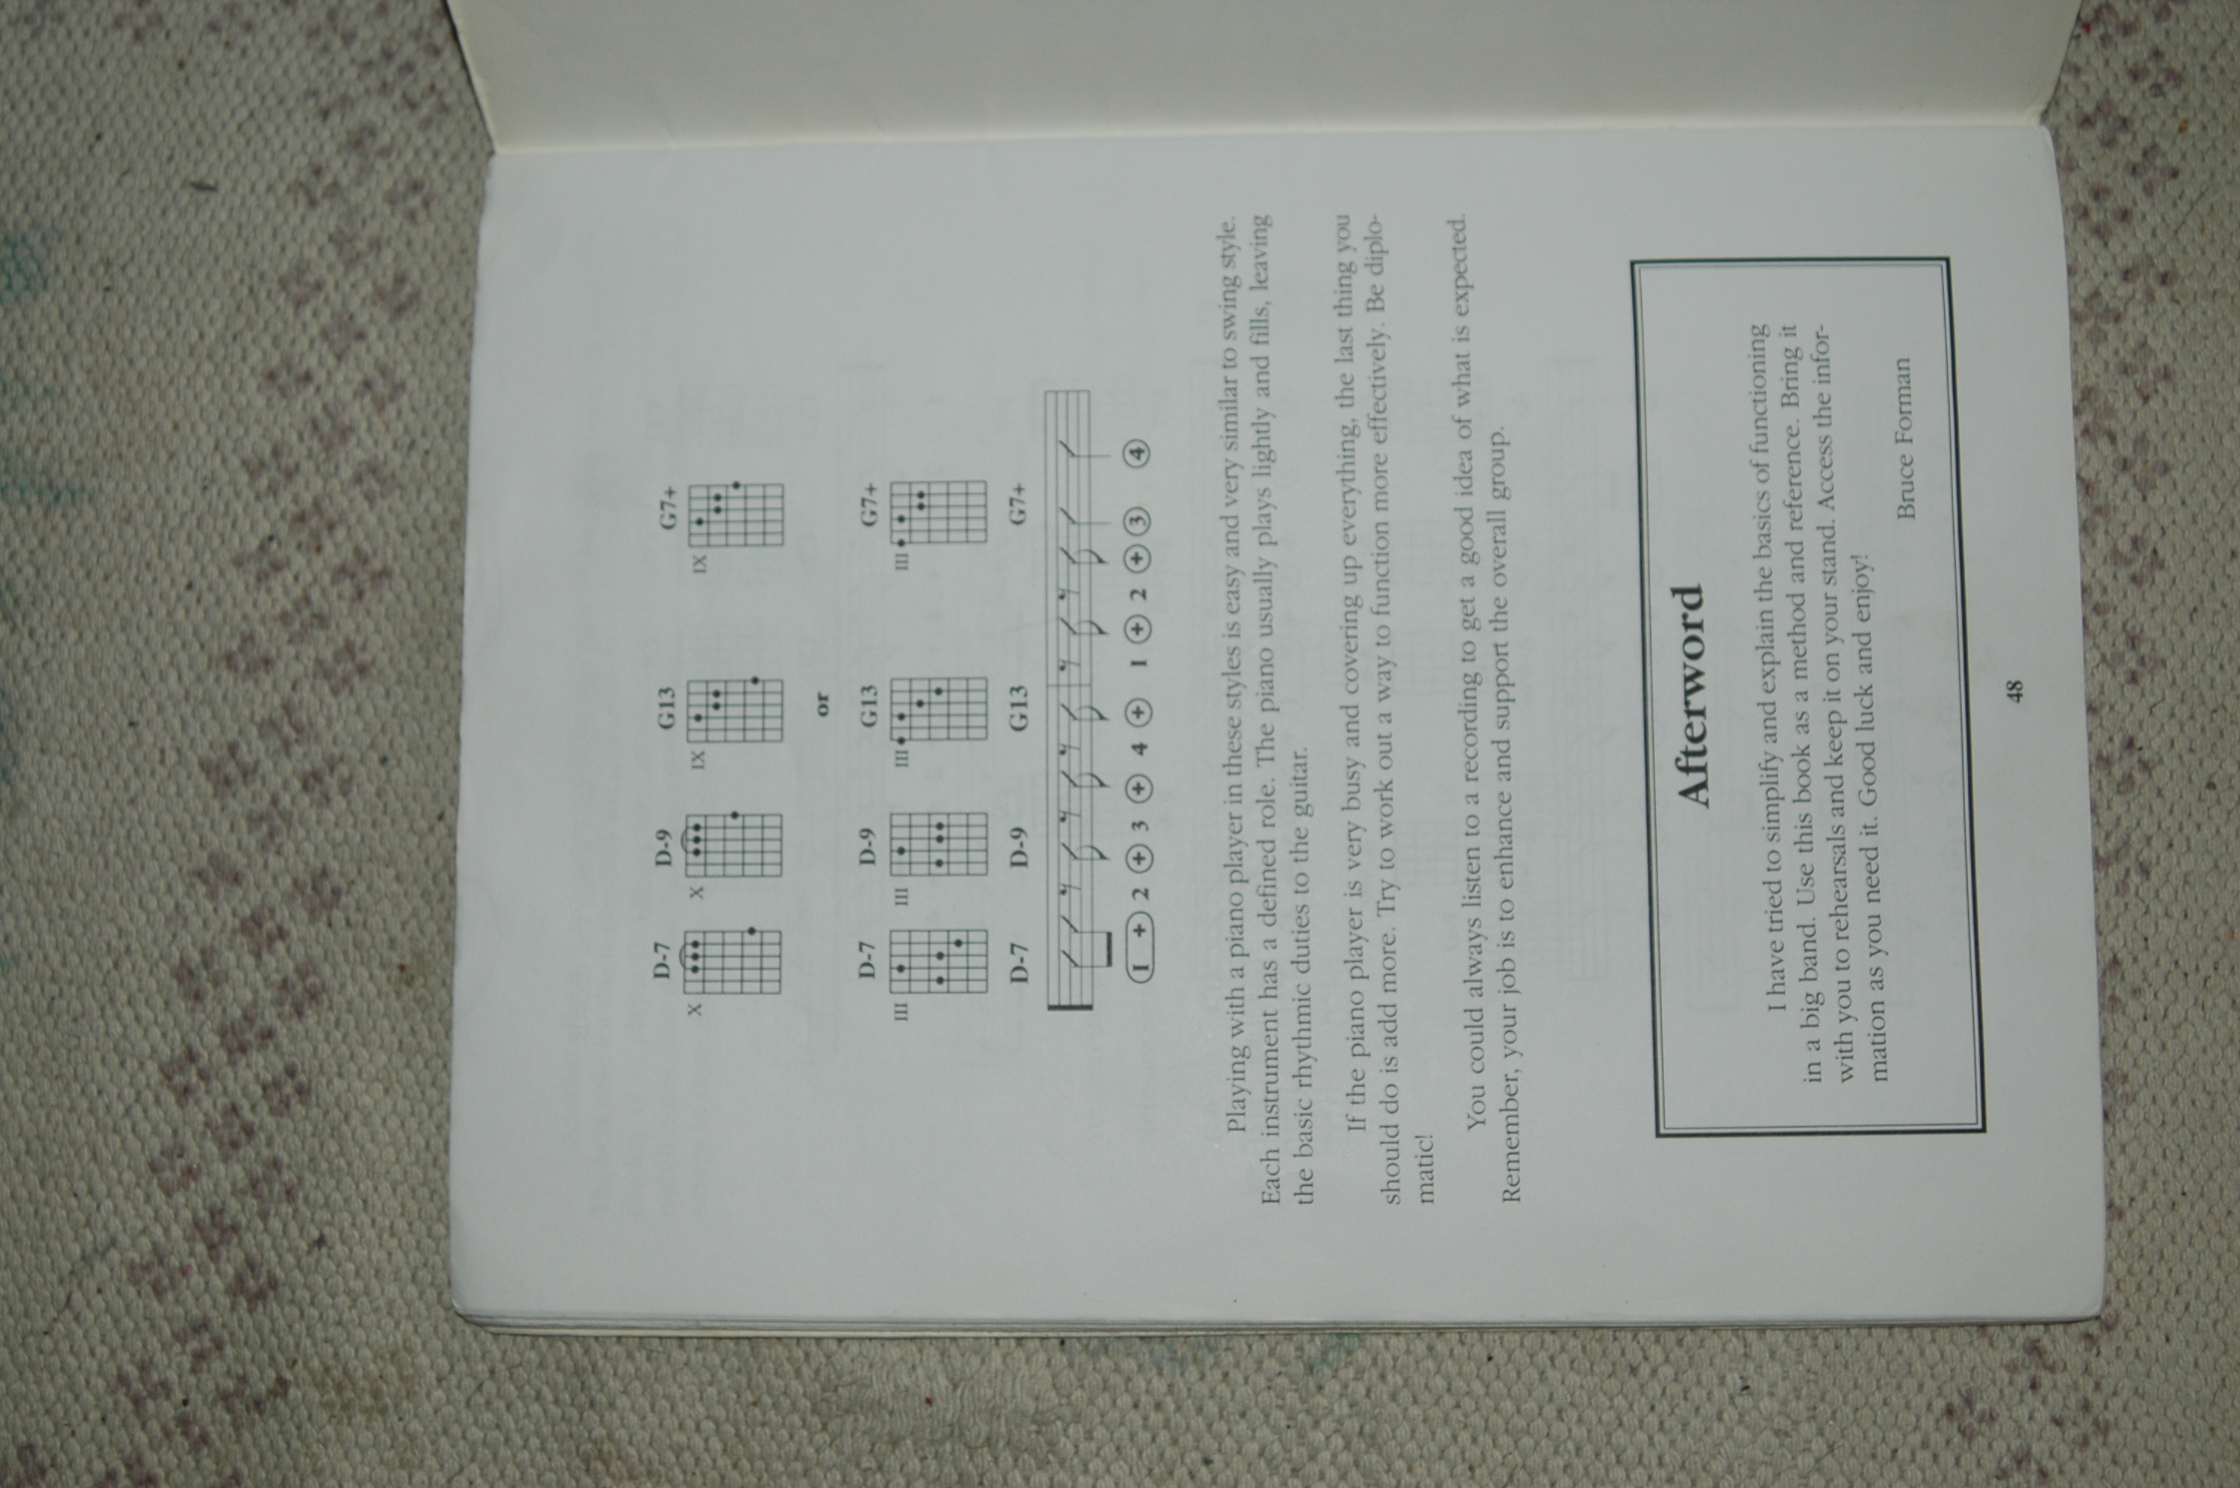 D-7 D-9 G13 G7+
X X IX IX
or
D-7 D-9 G13 G7+
III III III III
D-7 D-9 G13 G7+
1 + 2 + 3 + 4 + 1 + 2 + 3 4
Playing with a piano player in these styles is easy and very similar to swing style.
Each instrument has a defined role. The piano usually plays lightly and fills, leaving
the basic rhythmic duties to the guitar.
If the piano player is very busy and covering up everything, the last thing you
should do is add more. Try to work out a way to function more effectively. Be diplo-
matic!
You could always listen to a recording to get a good idea of what is expected.
Remember, your job is to enhance and support the overall group.
Afterword
I have tried to simplify and explain the basics of functioning
in a big band. Use this book as a method and reference. Bring it
with you to rehearsals and keep it on your stand. Access the infor-
mation as you need it. Good luck and enjoy!
Bruce Forman
48